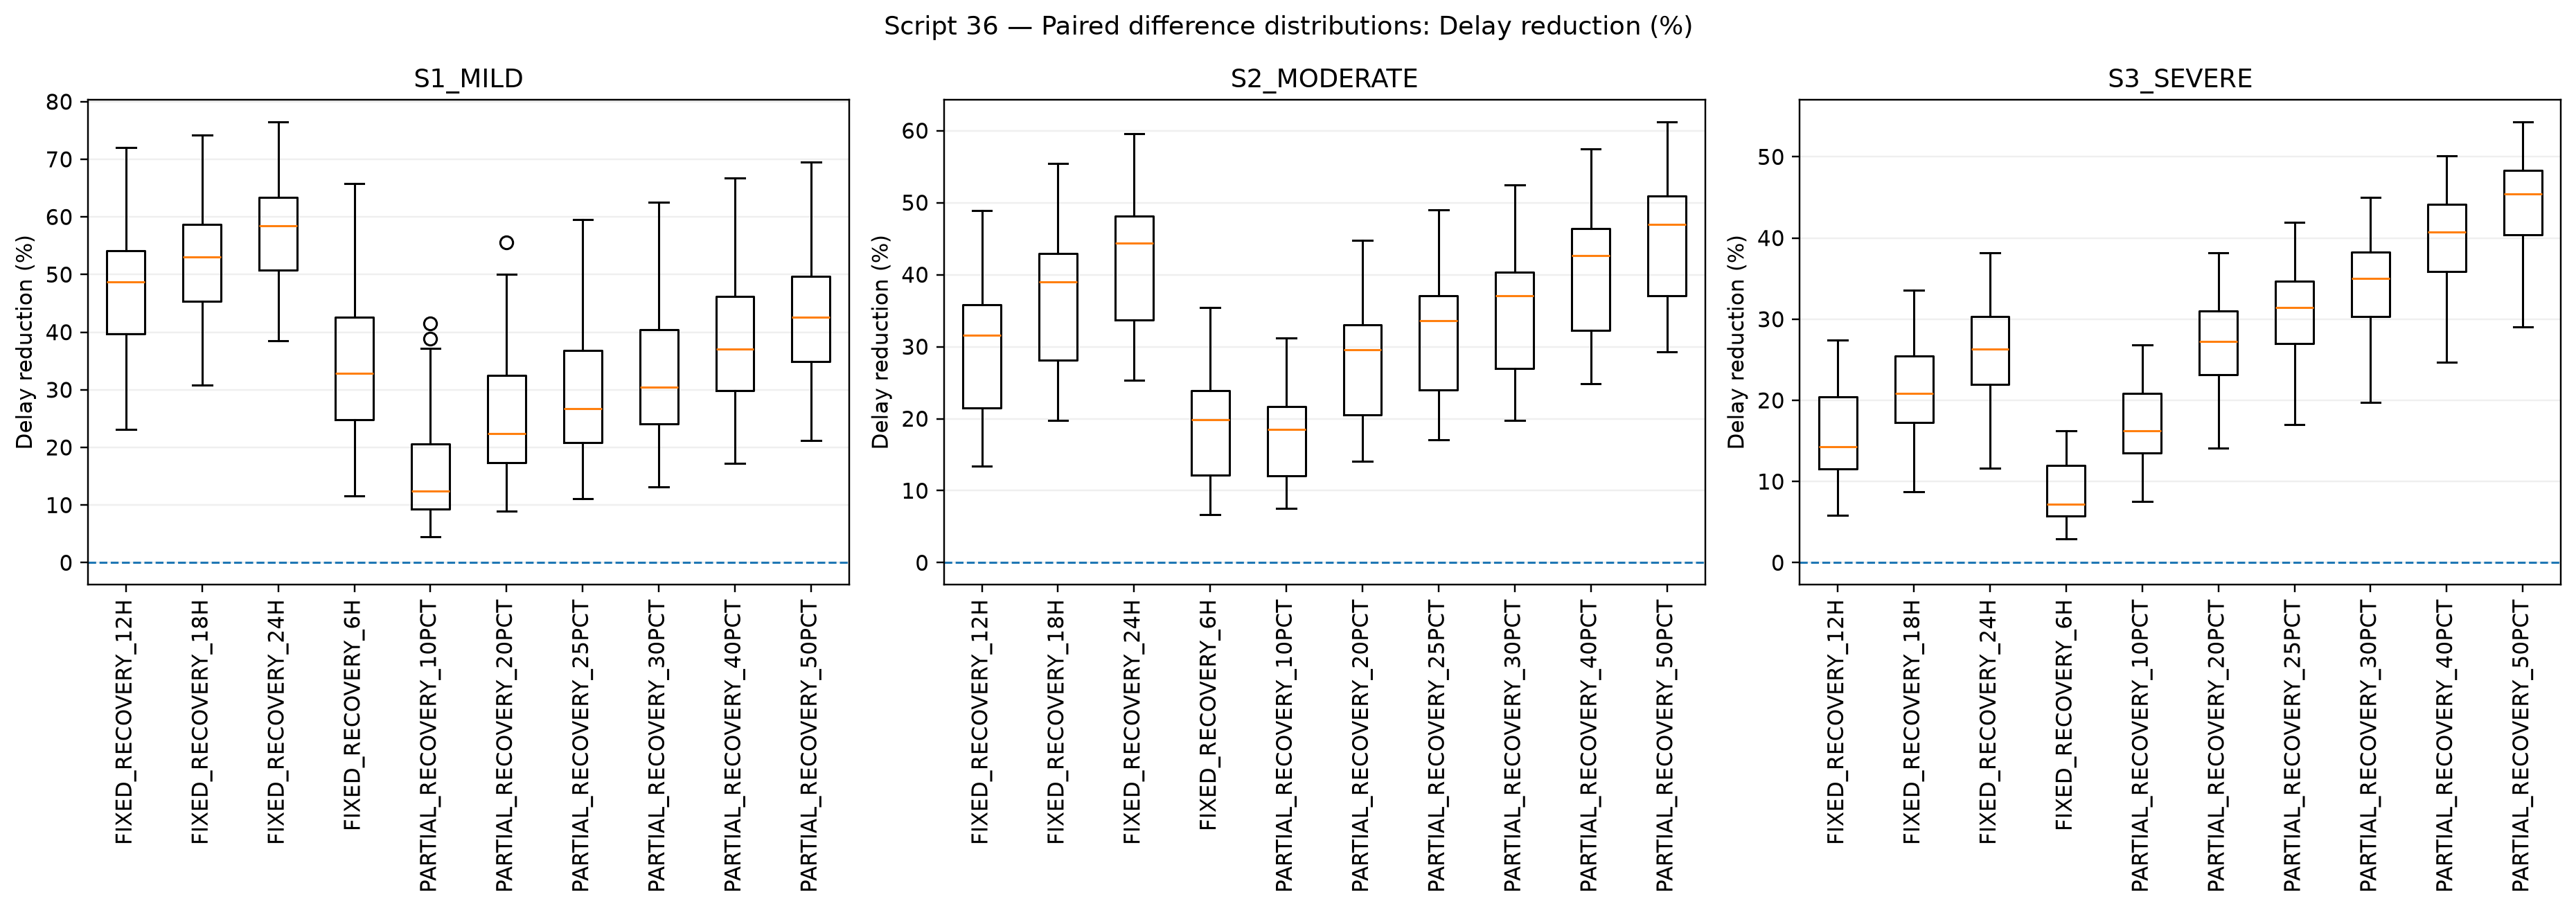 Script 36 — Paired difference distributions: Delay reduction (%)
S1_MILD
Delay reduction (%)
80
70
60
50
40
30
20
10
0
FIXED_RECOVERY_12H
FIXED_RECOVERY_18H
FIXED_RECOVERY_24H
FIXED_RECOVERY_6H
PARTIAL_RECOVERY_10PCT
PARTIAL_RECOVERY_20PCT
PARTIAL_RECOVERY_25PCT
PARTIAL_RECOVERY_30PCT
PARTIAL_RECOVERY_40PCT
PARTIAL_RECOVERY_50PCT
S2_MODERATE
Delay reduction (%)
60
50
40
30
20
10
0
FIXED_RECOVERY_12H
FIXED_RECOVERY_18H
FIXED_RECOVERY_24H
FIXED_RECOVERY_6H
PARTIAL_RECOVERY_10PCT
PARTIAL_RECOVERY_20PCT
PARTIAL_RECOVERY_25PCT
PARTIAL_RECOVERY_30PCT
PARTIAL_RECOVERY_40PCT
PARTIAL_RECOVERY_50PCT
S3_SEVERE
Delay reduction (%)
50
40
30
20
10
0
FIXED_RECOVERY_12H
FIXED_RECOVERY_18H
FIXED_RECOVERY_24H
FIXED_RECOVERY_6H
PARTIAL_RECOVERY_10PCT
PARTIAL_RECOVERY_20PCT
PARTIAL_RECOVERY_25PCT
PARTIAL_RECOVERY_30PCT
PARTIAL_RECOVERY_40PCT
PARTIAL_RECOVERY_50PCT